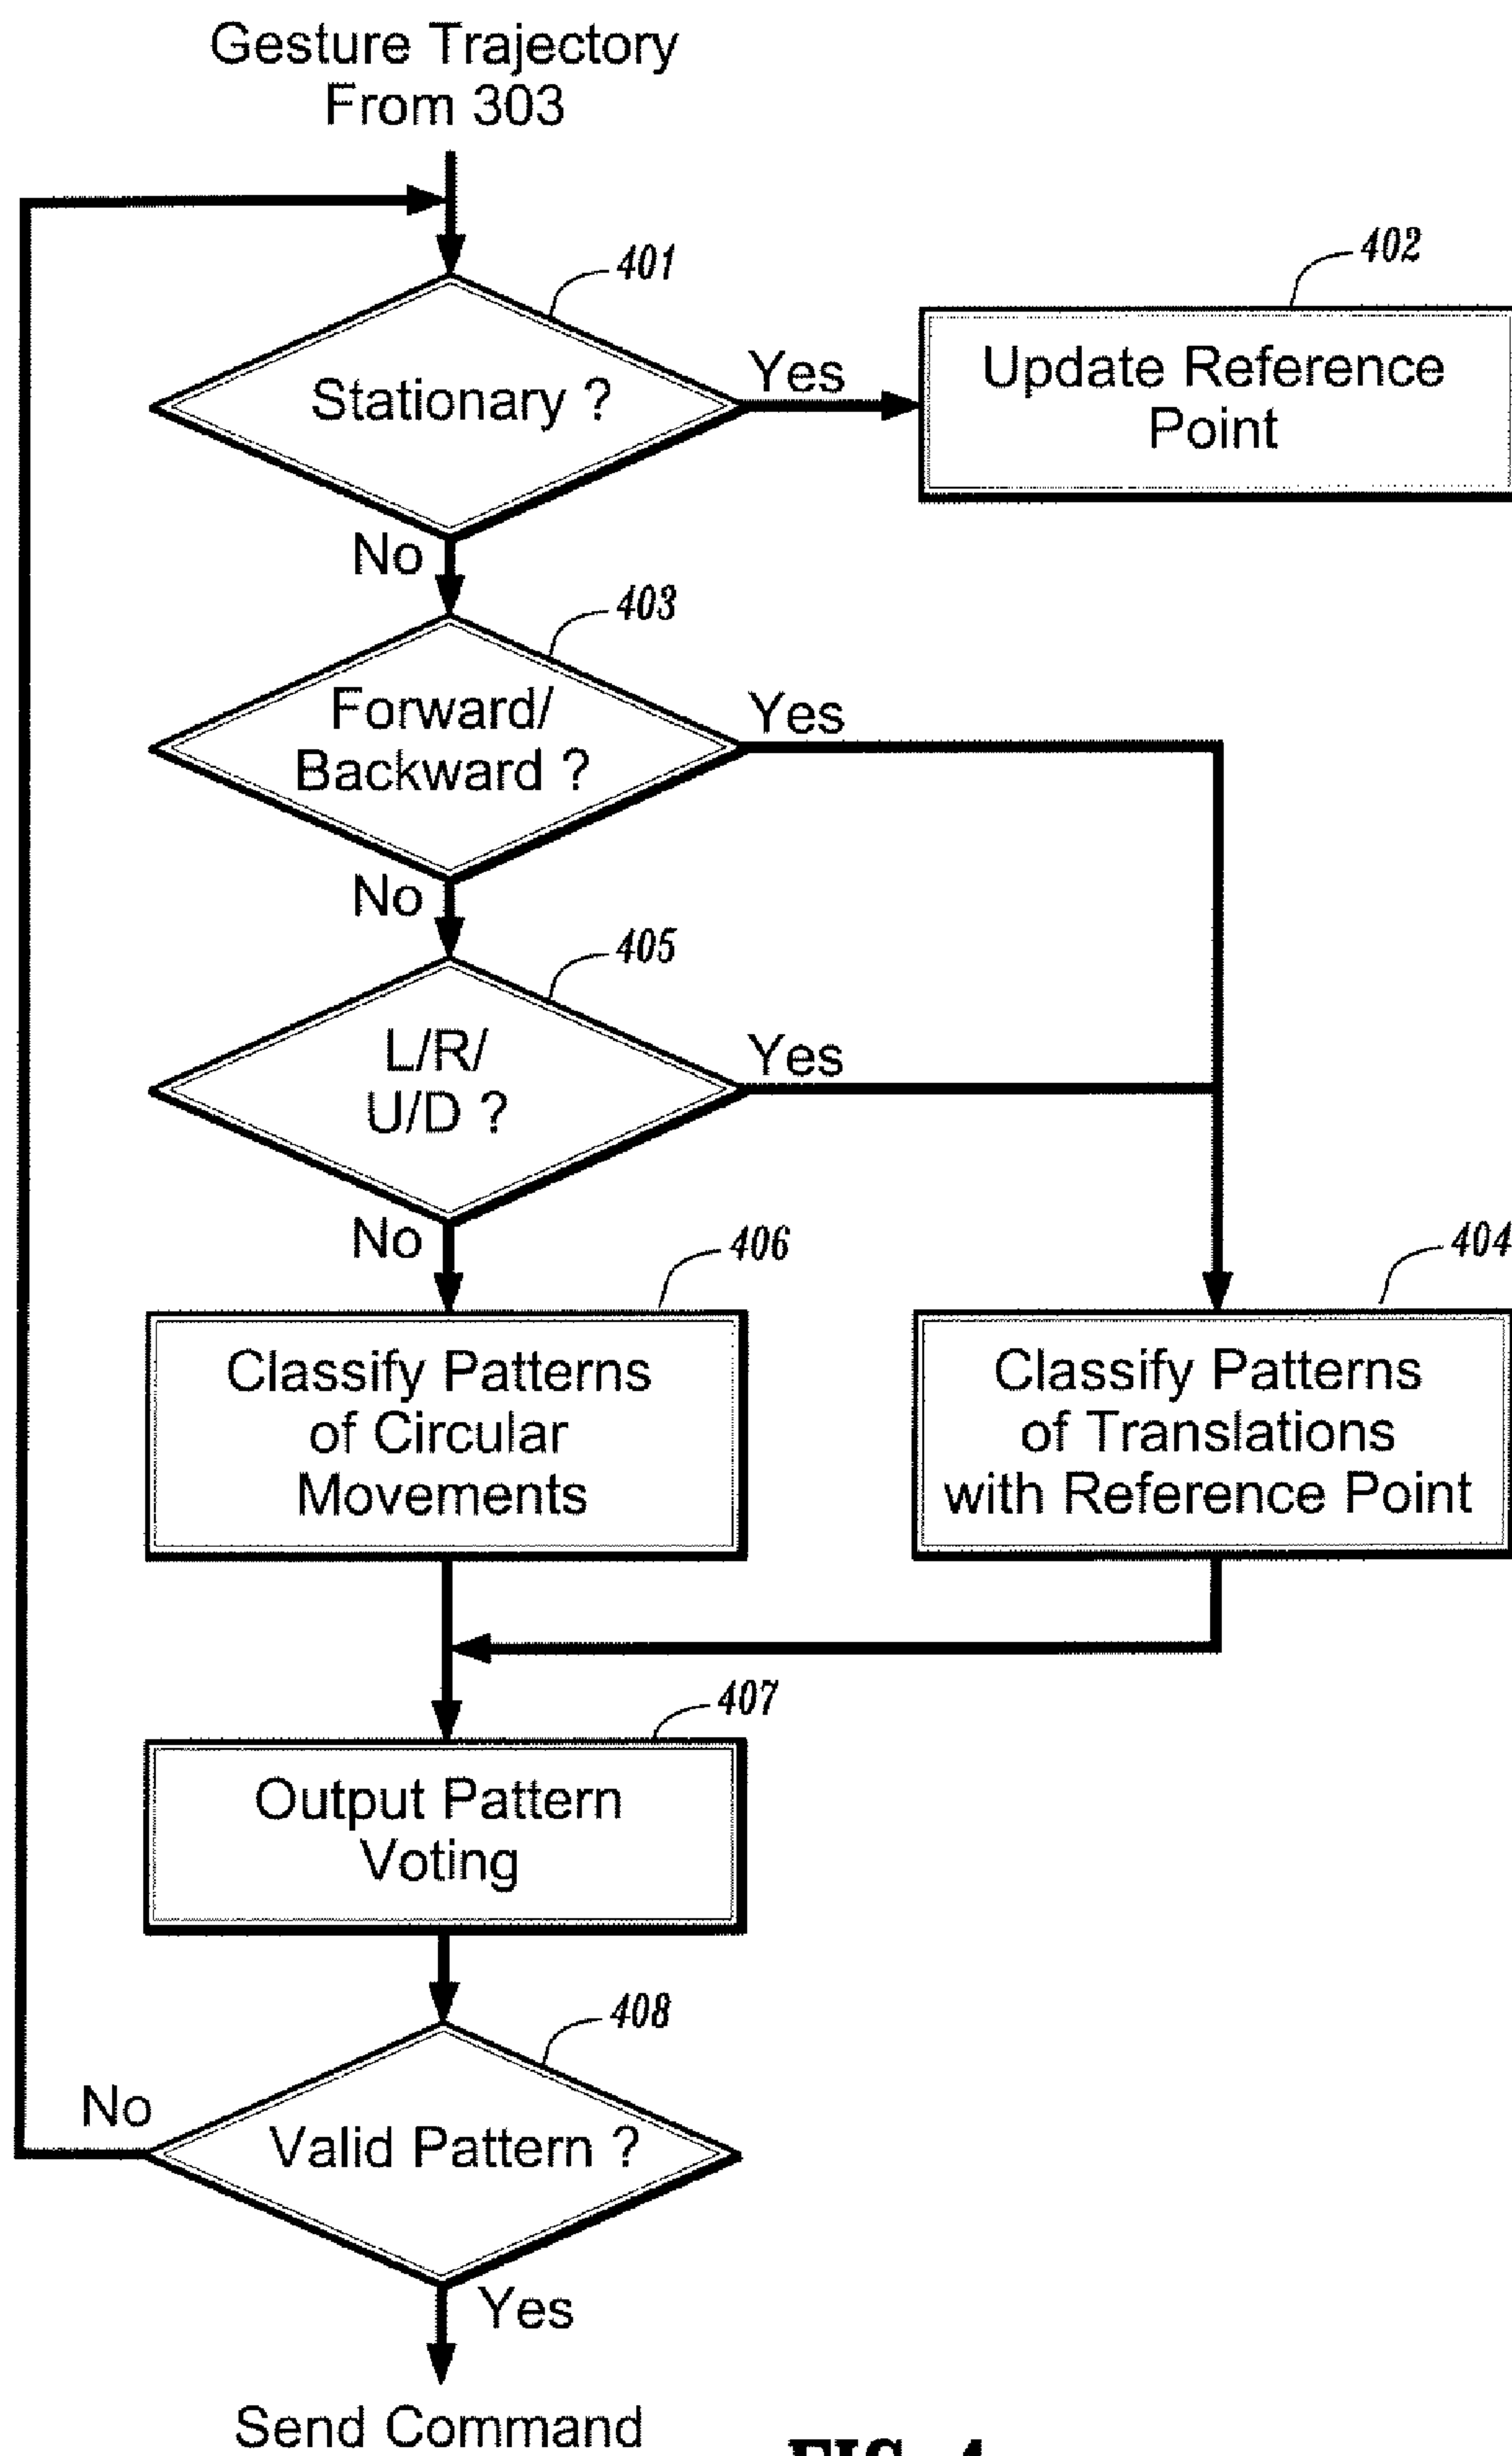 Gesture Trajectory
From 303
401
402
Stationary ?
Yes
Update Reference
Point
No
403
Forward/
Backward ?
Yes
No
405
L/R/
U/D ?
Yes
No
406
404
Classify Patterns
of Circular
Movements
Classify Patterns
of Translations
with Reference Point
407
Output Pattern
Voting
408
No
Valid Pattern ?
Yes
Send Command
FIG. 4